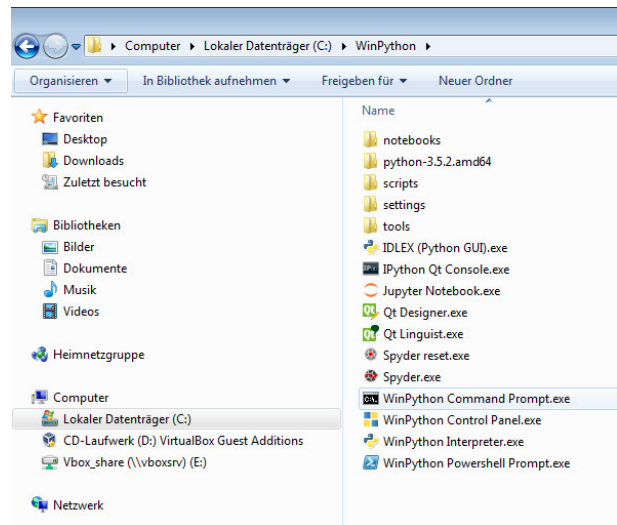 Computer ▸ Lokaler Datenträger (C:) ▸ WinPython ▸
Organisieren ▼ In Bibliothek aufnehmen ▼ Freigeben für ▼ Neuer Ordner
Favoriten
Desktop
Downloads
Zuletzt besucht
Bibliotheken
Bilder
Dokumente
Musik
Videos
Heimnetzgruppe
Computer
Lokaler Datenträger (C:)
CD-Laufwerk (D:) VirtualBox Guest Additions
Vbox_share (\\vboxsrv) (E:)
Netzwerk
Name
notebooks
python-3.5.2.amd64
scripts
settings
tools
IDLEX (Python GUI).exe
IPython Qt Console.exe
Jupyter Notebook.exe
Qt Designer.exe
Qt Linguist.exe
Spyder reset.exe
Spyder.exe
WinPython Command Prompt.exe
WinPython Control Panel.exe
WinPython Interpreter.exe
WinPython Powershell Prompt.exe